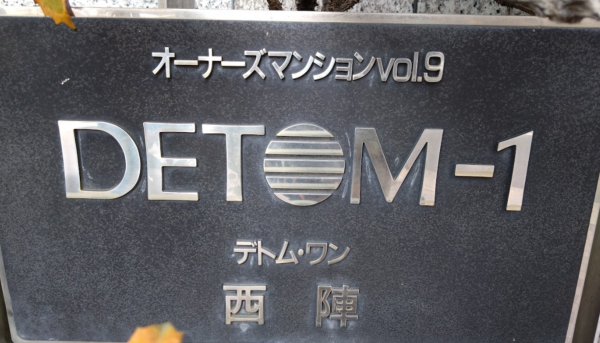 オーナーズマンションvol.9
DETOM-1
デトム・ワン
西陣